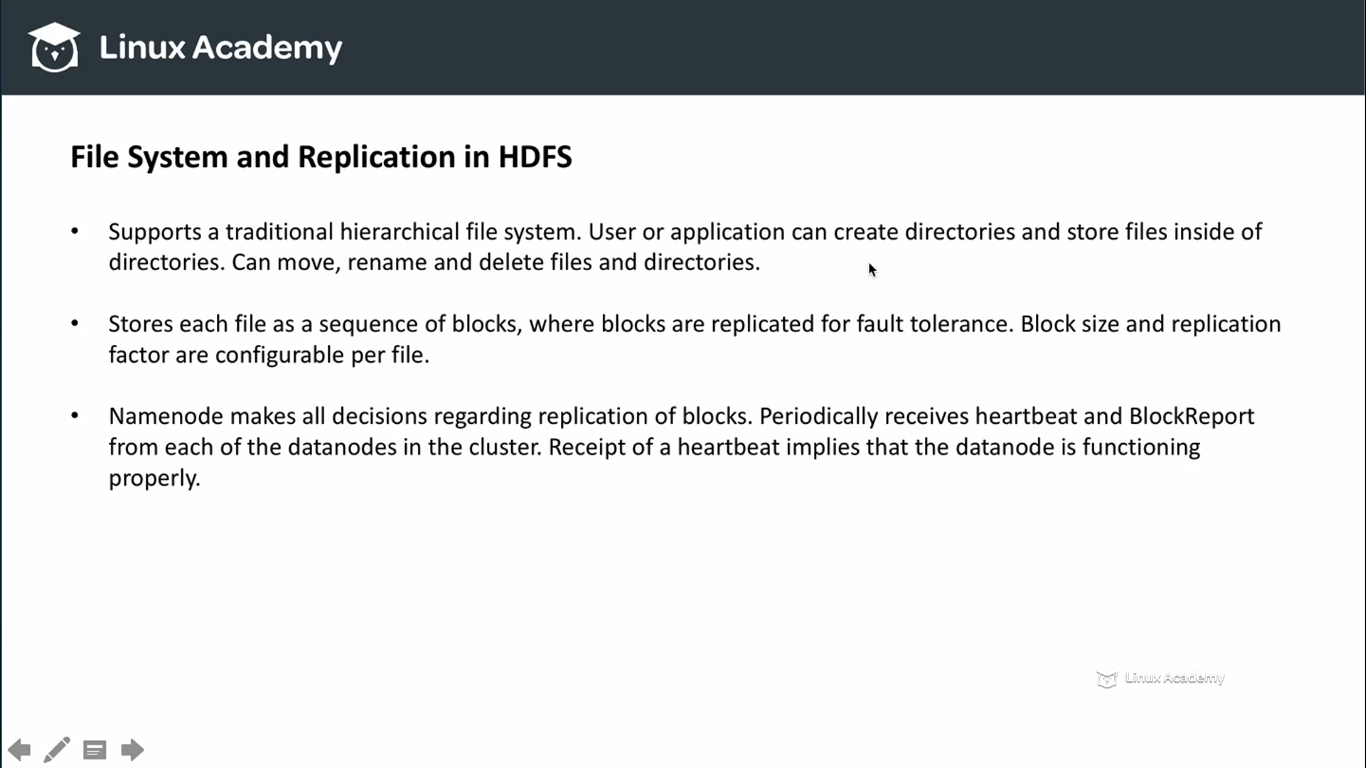 Linux Academy
File System and Replication in HDFS
• Supports a traditional hierarchical file system. User or application can create directories and store files inside of
directories. Can move, rename and delete files and directories.
• Stores each file as a sequence of blocks, where blocks are replicated for fault tolerance. Block size and replication
factor are configurable per file.
• Namenode makes all decisions regarding replication of blocks. Periodically receives heartbeat and BlockReport
from each of the datanodes in the cluster. Receipt of a heartbeat implies that the datanode is functioning
properly.
Linux Academy